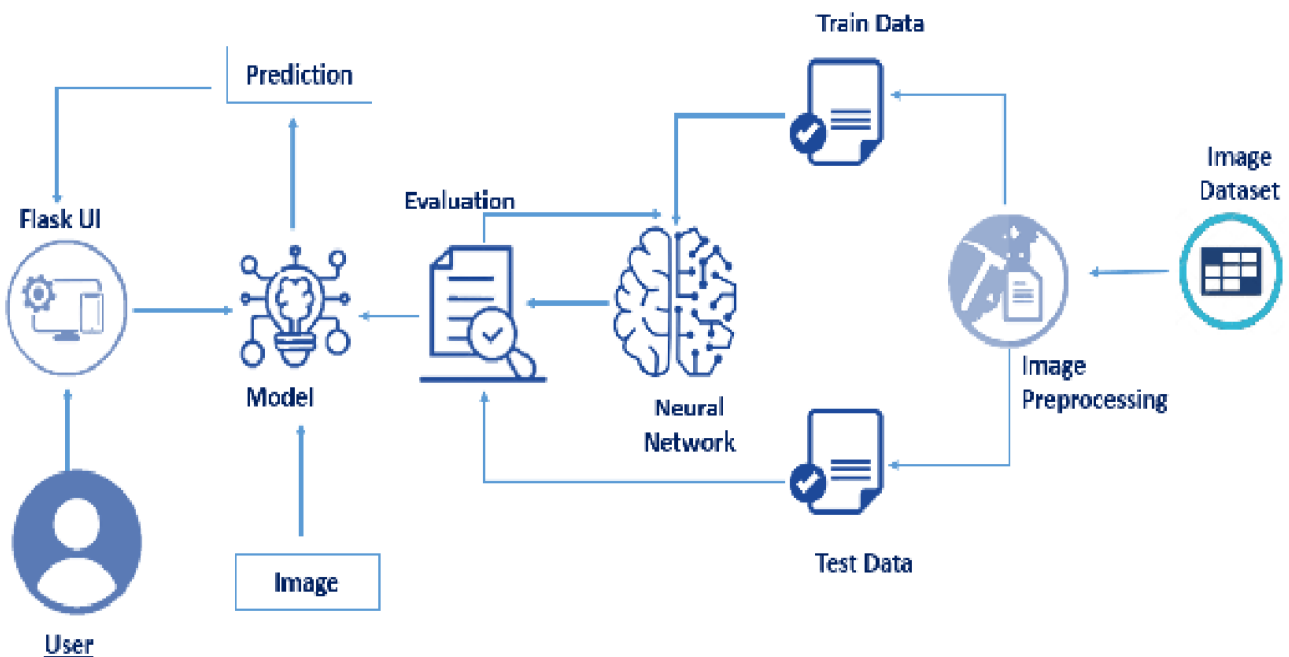 Train Data
Prediction
Image
Dataset
Evaluation
Flask UI
Image
Preprocessing
Model
Neural
Network
Test Data
Image
User